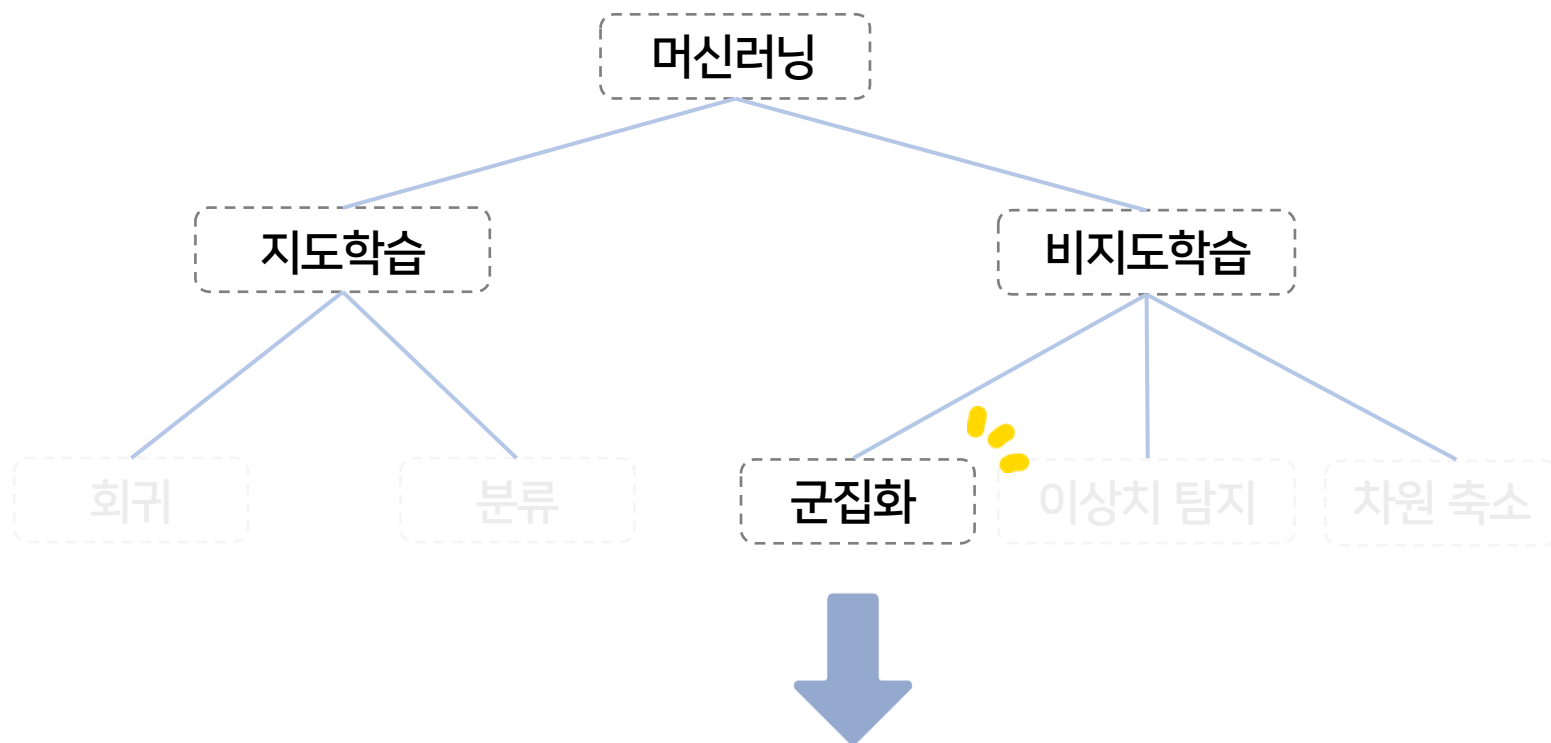 머신러닝
지도학습
비지도학습
회귀
분류
군집화
이상치 탐지
차원 축소